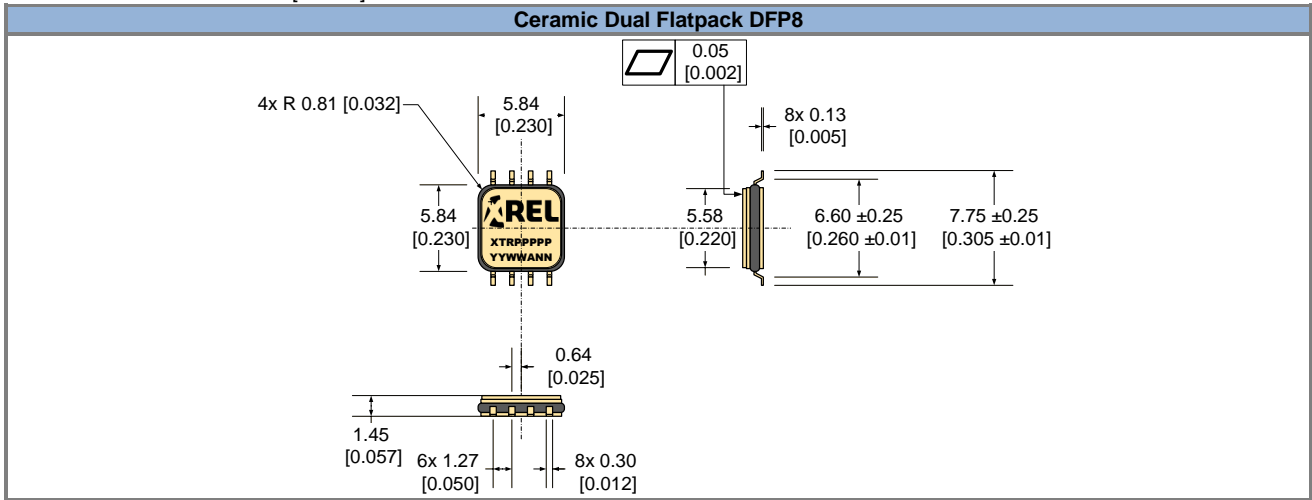 Ceramic Dual Flatpack DFP8
0.05
[0.002]
4x R 0.81 [0.032]
5.84
[0.230]
8x 0.13
[0.005]
5.84
[0.230]
XREL
XTRPPPPP
YYWWANN
5.58
[0.220]
6.60 ±0.25
[0.260 ±0.01]
7.75 ±0.25
[0.305 ±0.01]
0.64
[0.025]
1.45
[0.057]
6x 1.27
[0.050]
8x 0.30
[0.012]